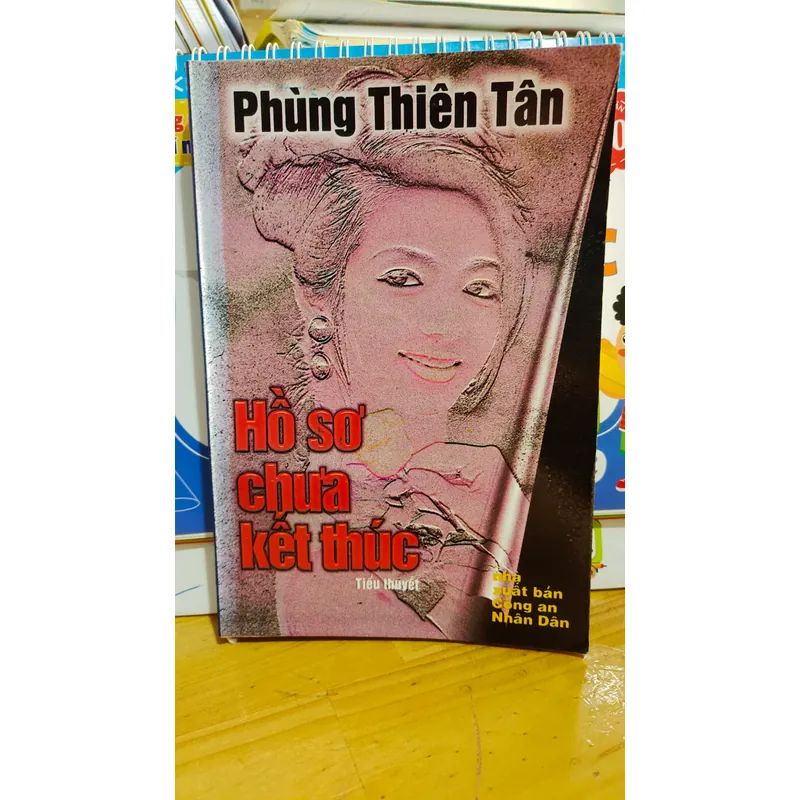 Phùng Thiên Tân
Hồ sơ
chưa
kết thúc
Tiểu thuyết
nhà
xuất bản
Công an
Nhân Dân